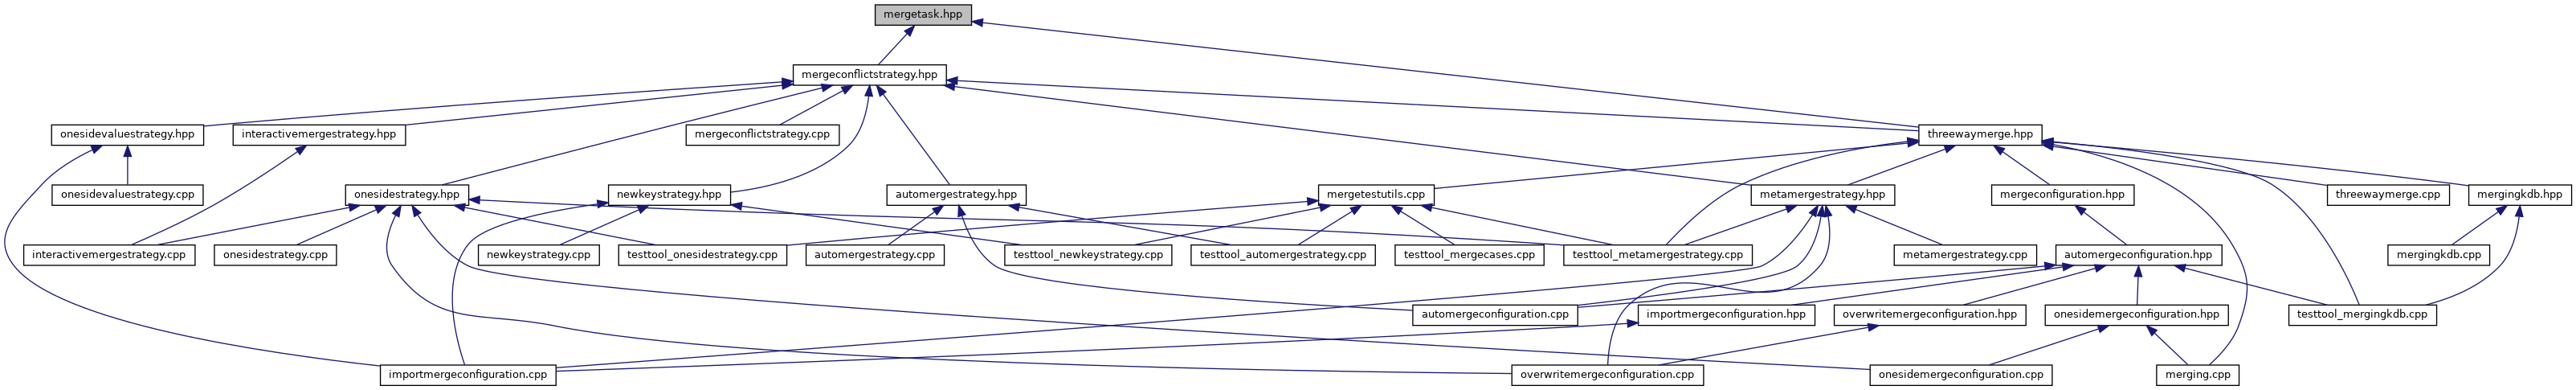 mergetask.hpp
mergeconflictstrategy.hpp
onesidevaluestrategy.hpp
interactivemergestrategy.hpp
mergeconflictstrategy.cpp
threewaymerge.hpp
onesidevaluestrategy.cpp
onesidestrategy.hpp
newkeystrategy.hpp
automergestrategy.hpp
mergetestutils.cpp
metamergestrategy.hpp
mergeconfiguration.hpp
threewaymerge.cpp
mergingkdb.hpp
interactivemergestrategy.cpp
onesidestrategy.cpp
newkeystrategy.cpp
testtool_onesidestrategy.cpp
automergestrategy.cpp
testtool_newkeystrategy.cpp
testtool_automergestrategy.cpp
testtool_mergecases.cpp
testtool_metamergestrategy.cpp
metamergestrategy.cpp
automergeconfiguration.hpp
mergingkdb.cpp
automergeconfiguration.cpp
importmergeconfiguration.hpp
overwritemergeconfiguration.hpp
onesidemergeconfiguration.hpp
testtool_mergingkdb.cpp
importmergeconfiguration.cpp
overwritemergeconfiguration.cpp
onesidemergeconfiguration.cpp
merging.cpp